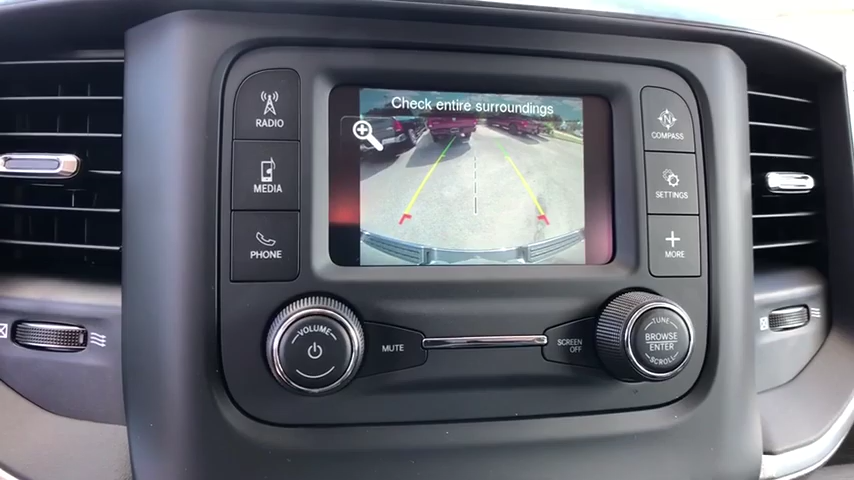 Check entire surroundings
RADIO
MEDIA
PHONE
N
COMPASS
SETTINGS
MORE
VOLUME
MUTE
SCREEN
OFF
TUNE
BROWSE
ENTER
SCROLL